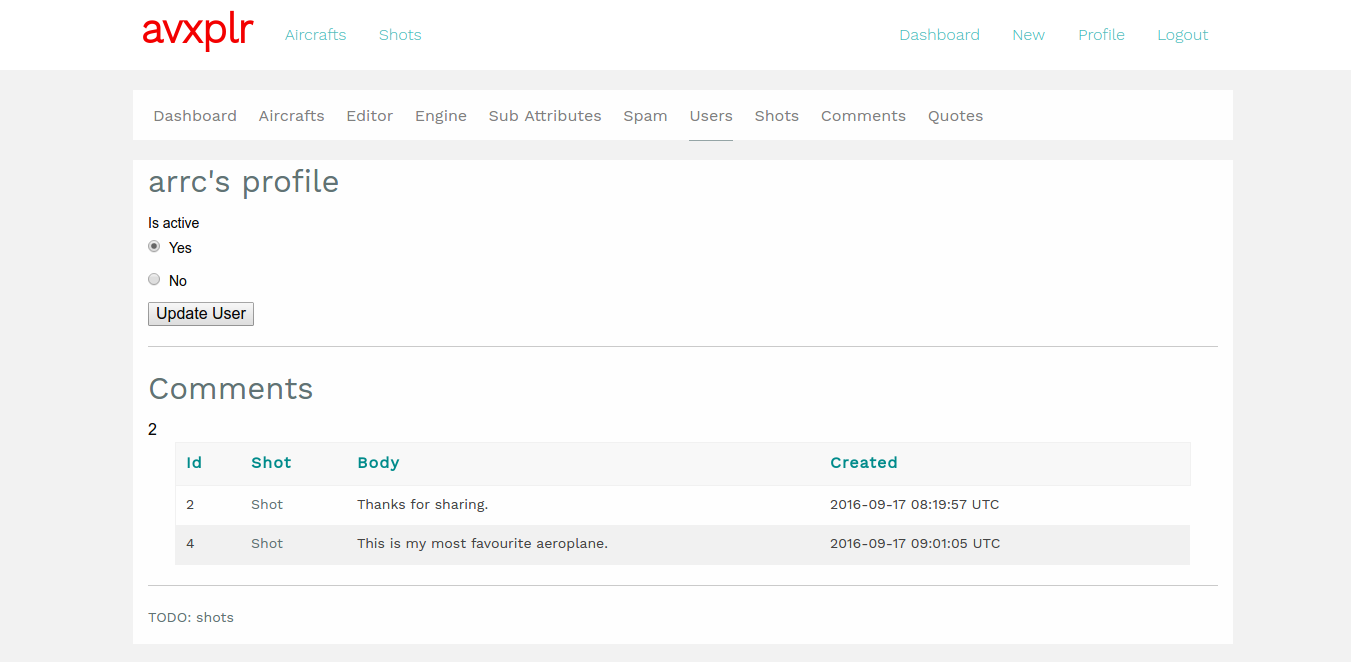 avxplr Aircrafts Shots Dashboard New Profile Logout
Dashboard Aircrafts Editor Engine Sub Attributes Spam Users Shots Comments Quotes
arrc's profile
Is active
Yes
No
Update User
Comments
2
Id Shot Body Created
2 Shot Thanks for sharing. 2016-09-17 08:19:57 UTC
4 Shot This is my most favourite aeroplane. 2016-09-17 09:01:05 UTC
TODO: shots